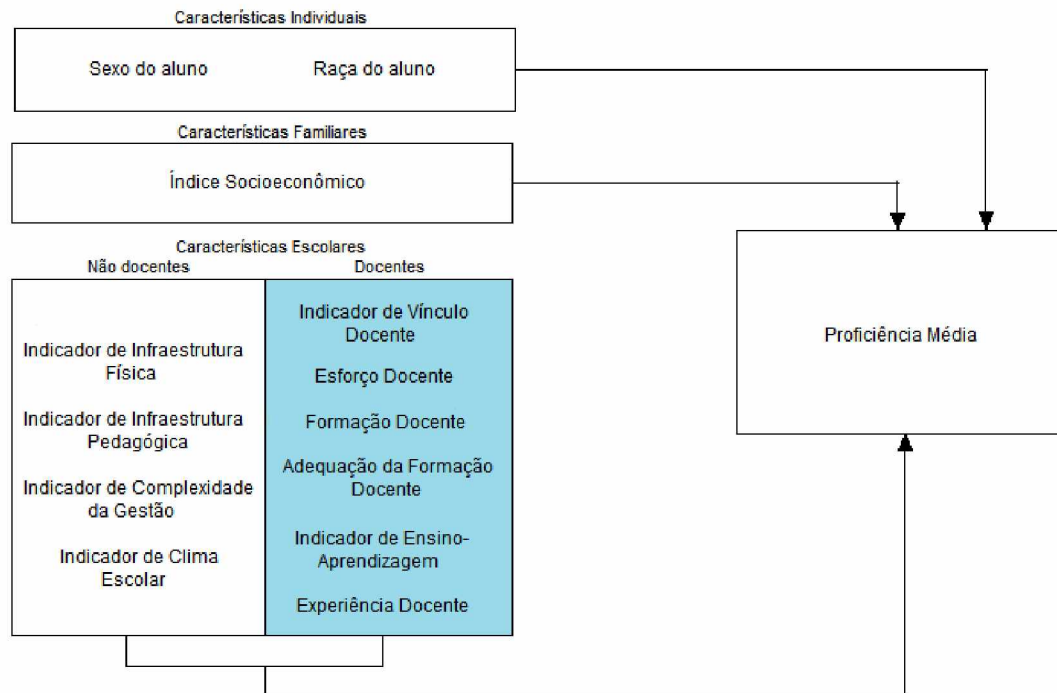 Características Individuais
Sexo do aluno
Raça do aluno
Características Familiares
Índice Socioeconômico
Características Escolares
Não docentes
Docentes
Indicador de Infraestrutura
Física
Indicador de Infraestrutura
Pedagógica
Indicador de Complexidade
da Gestão
Indicador de Clima
Escolar
Indicador de Vínculo
Docente
Esforço Docente
Formação Docente
Adequação da Formação
Docente
Indicador de Ensino-
Aprendizagem
Experiência Docente
Proficiência Média